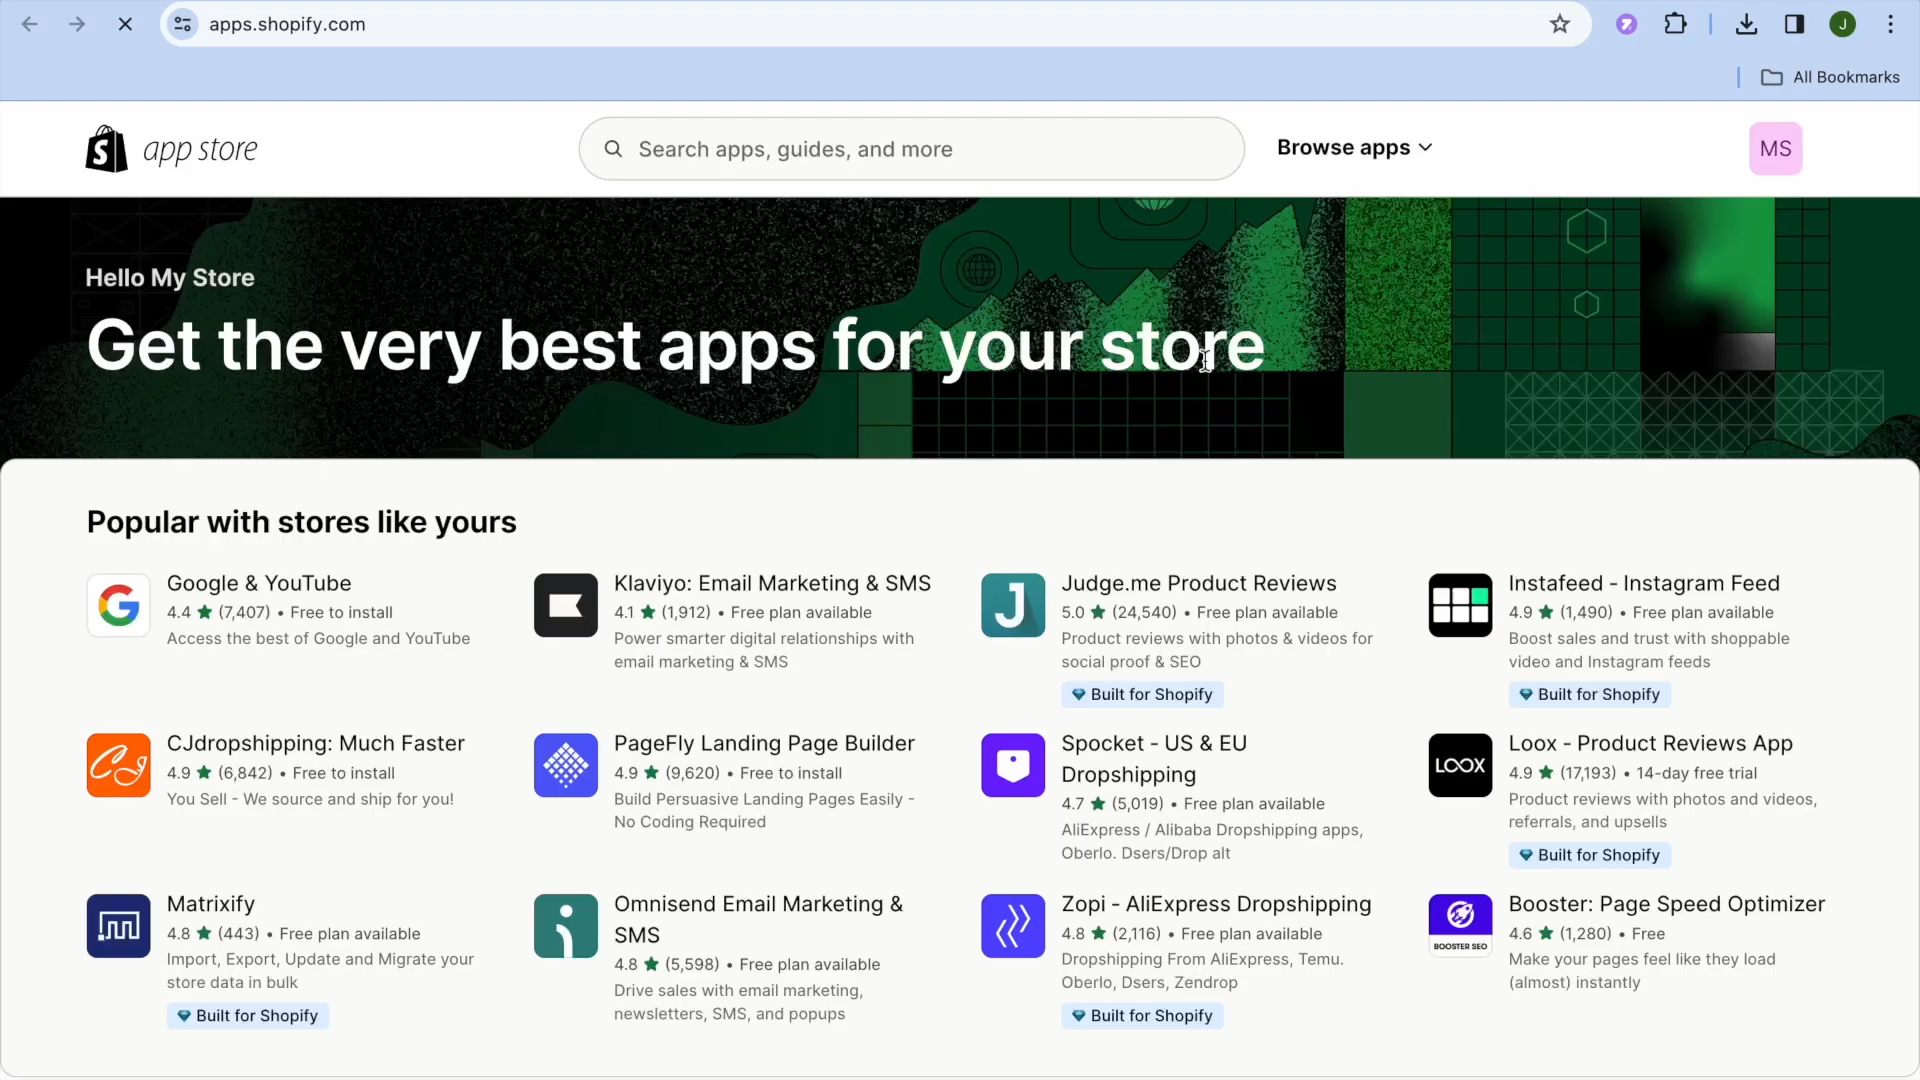 apps.shopify.com
J
All Bookmarks
S app store
Search apps, guides, and more
Browse apps
MS
Hello My Store
Get the very best apps for your store
Popular with stores like yours
Google & YouTube
4.4 ★ (7,407) • Free to install
Access the best of Google and YouTube
Klaviyo: Email Marketing & SMS
4.1 ★ (1,912) • Free plan available
Power smarter digital relationships with
email marketing & SMS
J
Judge.me Product Reviews
5.0 ★ (24,540) • Free plan available
Product reviews with photos & videos for
social proof & SEO
Built for Shopify
Instafeed - Instagram Feed
4.9 ★ (1,490) • Free plan available
Boost sales and trust with shoppable
video and Instagram feeds
Built for Shopify
CJ
CJdropshipping: Much Faster
4.9 ★ (6,842) • Free to install
You Sell - We source and ship for you!
PageFly Landing Page Builder
4.9 ★ (9,620) • Free to install
Build Persuasive Landing Pages Easily -
No Coding Required
Spocket - US & EU
Dropshipping
4.7 ★ (5,019) • Free plan available
AliExpress / Alibaba Dropshipping apps,
Oberlo. Dsers/Drop alt
LOOX
Loox - Product Reviews App
4.9 ★ (17,193) • 14-day free trial
Product reviews with photos and videos,
referrals, and upsells
Built for Shopify
Matrixify
4.8 ★ (443) • Free plan available
Import, Export, Update and Migrate your
store data in bulk
Built for Shopify
Omnisend Email Marketing &
SMS
4.8 ★ (5,598) • Free plan available
Drive sales with email marketing,
newsletters, SMS, and popups
Zopi - AliExpress Dropshipping
4.8 ★ (2,116) • Free plan available
Dropshipping From AliExpress, Temu.
Oberlo, Dsers, Zendrop
Built for Shopify
BOOSTER SEO
Booster: Page Speed Optimizer
4.6 ★ (1,280) • Free
Make your pages feel like they load
(almost) instantly